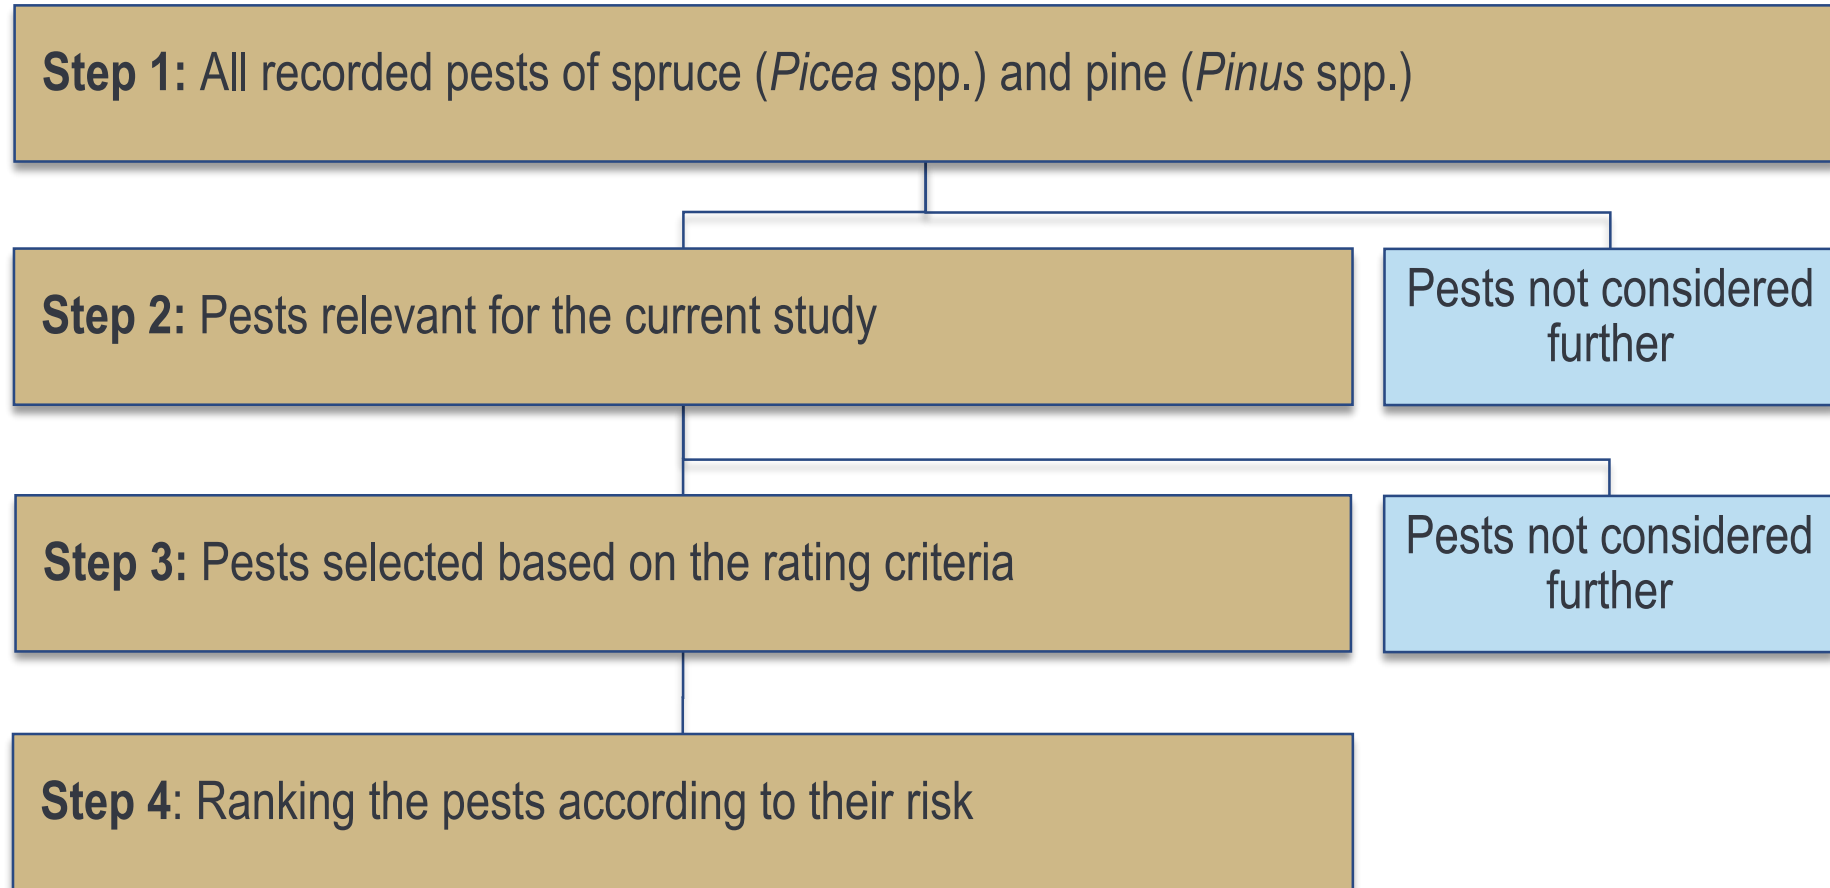 Step 1: All recorded pests of spruce (Picea spp.) and pine (Pinus spp.)
Step 2: Pests relevant for the current study
Pests not considered
further
Step 3: Pests selected based on the rating criteria
Pests not considered
further
Step 4: Ranking the pests according to their risk